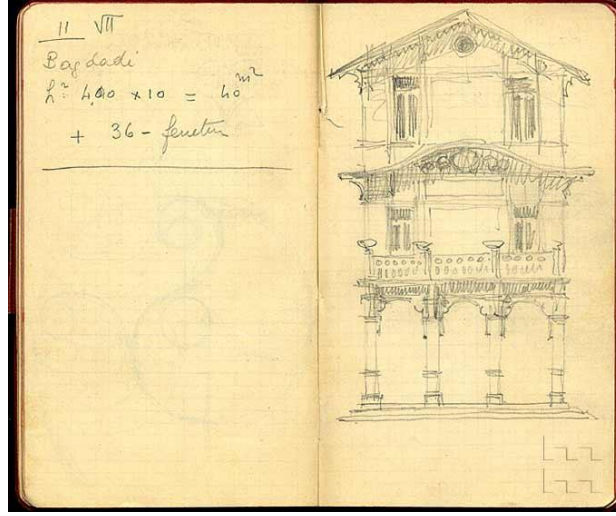 11 VII
Bagdadi
h = 4,00 x 10 = 40 m²
+ 36 - fenetre